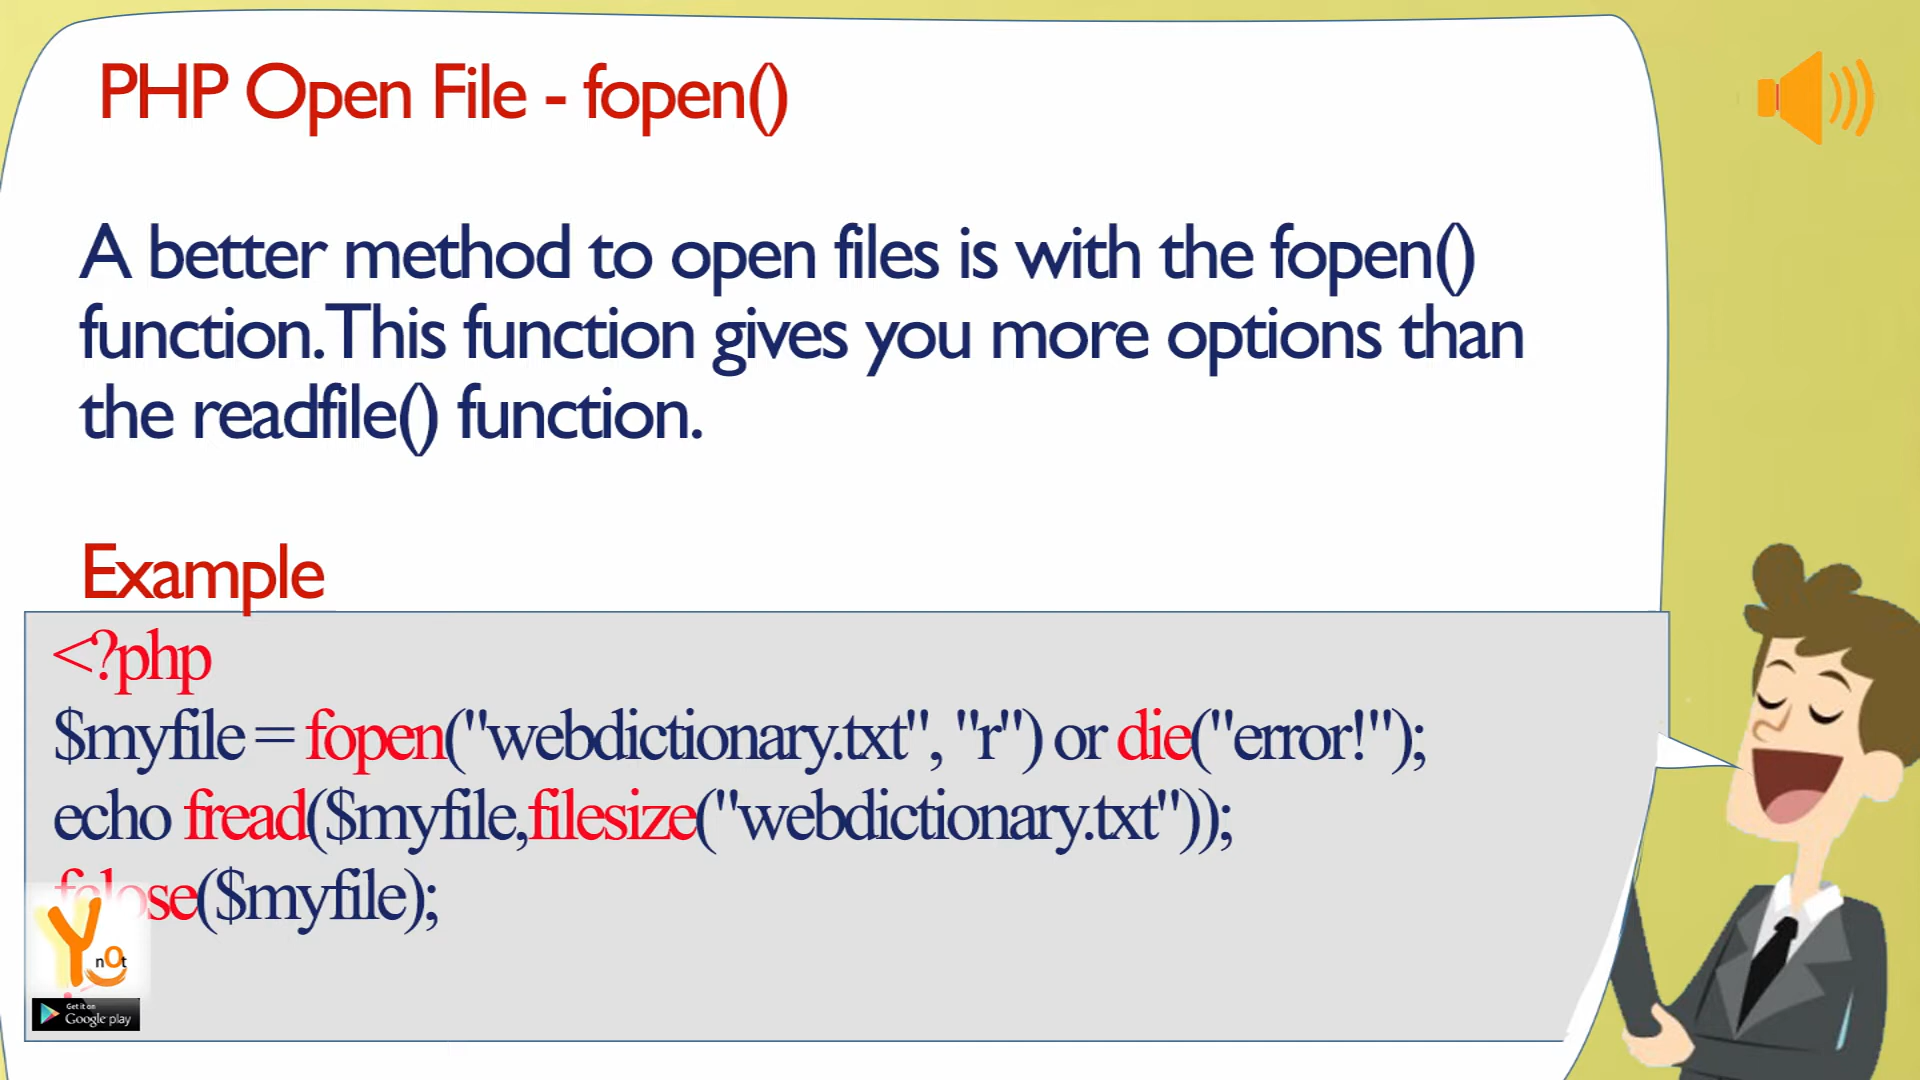 PHP Open File - fopen()
A better method to open files is with the fopen()
function.This function gives you more options than
the readfile() function.
Example
<?php
$myfile = fopen("webdictionary.txt", "r") or die("error!'");
echo fread($myfile,filesize("webdictionary.txt"));
fclose($myfile);
Y
nOt
Get it on
Google play